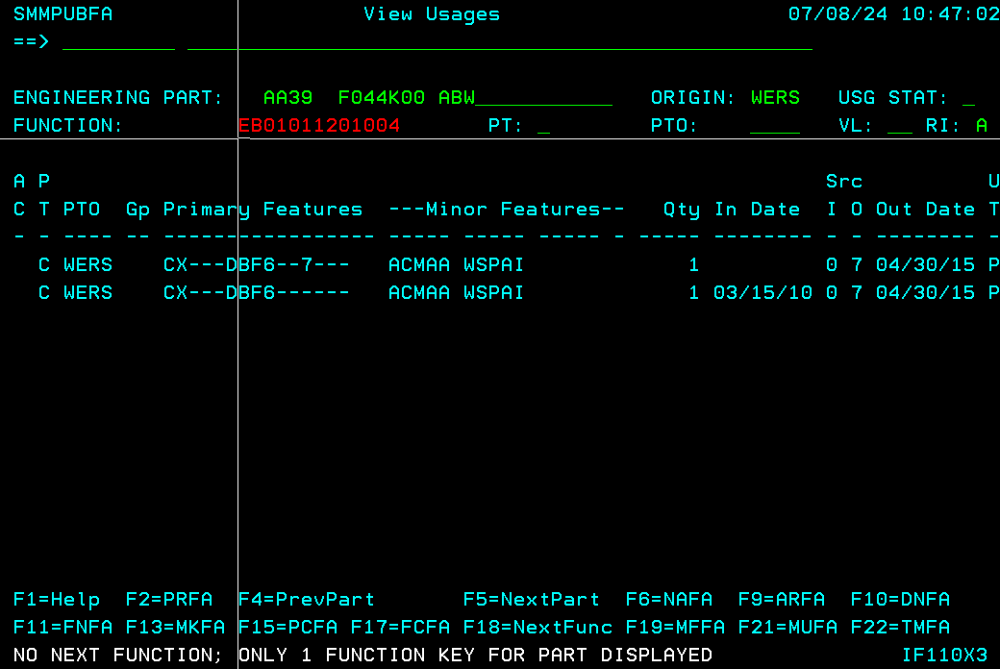 SMMPUBFA View Usages 07/08/24 10:47:02
==> _________ __________________________________________________
ENGINEERING PART: AA39 F044K00 ABW___________ ORIGIN: WERS USG STAT: _
FUNCTION: EB01011201004 PT: _ PTO: ____ VL: __ RI: A
A P Src U
C T PTO Gp Primary Features ---Minor Features-- Qty In Date I O Out Date T
- - ---- -- ----------------- ----- ----- ----- - ----- -------- - - -------- -
C WERS CX---DBF6--7--- ACMAA WSPAI 1 0 7 04/30/15 P
C WERS CX---DBF6------ ACMAA WSPAI 1 03/15/10 0 7 04/30/15 P
F1=Help F2=PRFA F4=PrevPart F5=NextPart F6=NAFA F9=ARFA F10=DNFA
F11=FNFA F13=MKFA F15=PCFA F17=FCFA F18=NextFunc F19=MFFA F21=MUFA F22=TMFA
NO NEXT FUNCTION; ONLY 1 FUNCTION KEY FOR PART DISPLAYED IF110X3